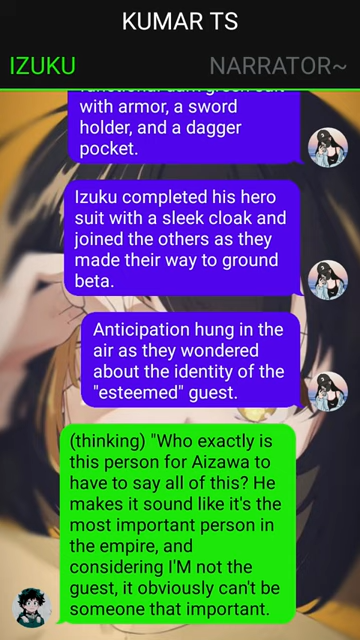 KUMAR TS
IZUKU
NARRATOR~
functional dark green suit
with armor, a sword
holder, and a dagger
pocket.
Izuku completed his hero
suit with a sleek cloak and
joined the others as they
made their way to ground
beta.
Anticipation hung in the
air as they wondered
about the identity of the
"esteemed" guest.
(thinking) "Who exactly is
this person for Aizawa to
have to say all of this? He
makes it sound like it's the
most important person in
the empire, and
considering I'M not the
guest, it obviously can't be
someone that important.